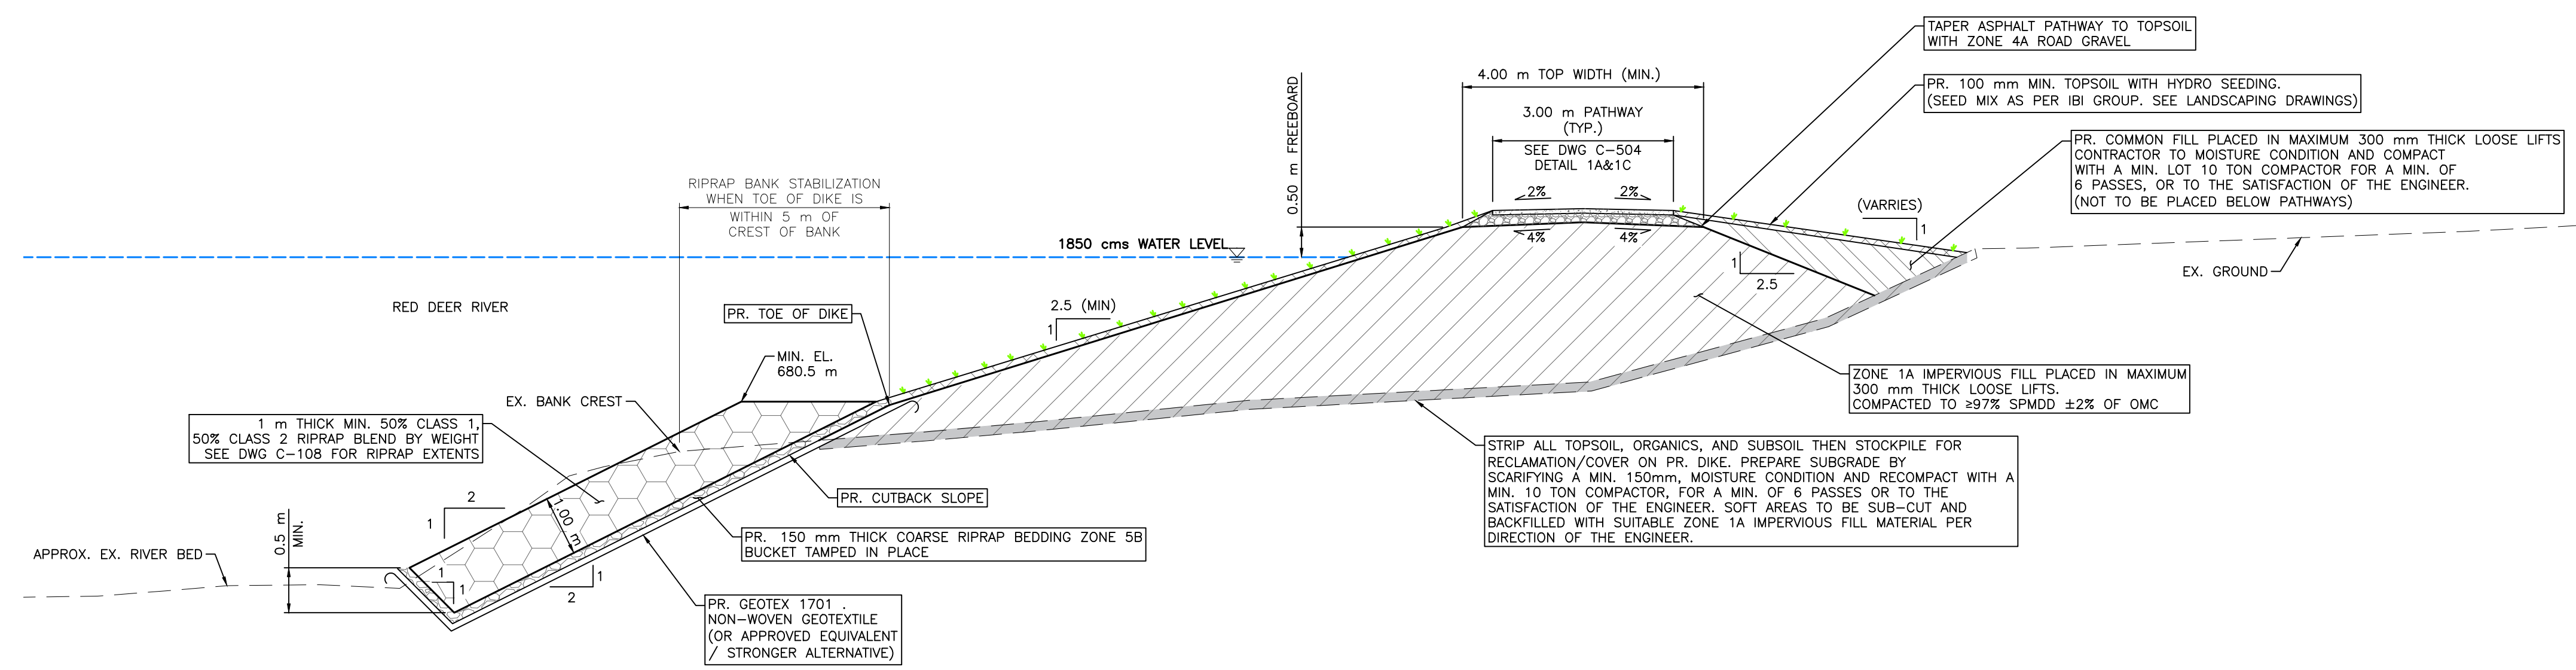 TAPER ASPHALT PATHWAY TO TOPSOIL
WITH ZONE 4A ROAD GRAVEL
4.00 m TOP WIDTH (MIN.)
PR. 100 mm MIN. TOPSOIL WITH HYDRO SEEDING.
(SEED MIX AS PER IBI GROUP. SEE LANDSCAPING DRAWINGS)
0.50 m FREEBOARD
3.00 m PATHWAY
(TYP.)
SEE DWG C-504
DETAIL 1A&1C
PR. COMMON FILL PLACED IN MAXIMUM 300 mm THICK LOOSE LIFTS
CONTRACTOR TO MOISTURE CONDITION AND COMPACT
WITH A MIN. LOT 10 TON COMPACTOR FOR A MIN. OF
6 PASSES, OR TO THE SATISFACTION OF THE ENGINEER.
(NOT TO BE PLACED BELOW PATHWAYS)
RIPRAP BANK STABILIZATION
WHEN TOE OF DIKE IS
WITHIN 5 m OF
CREST OF BANK
2%
2%
4%
4%
(VARRIES)
1
1850 cms WATER LEVEL
EX. GROUND
1
2.5
RED DEER RIVER
2.5 (MIN)
1
PR. TOE OF DIKE
MIN. EL.
680.5 m
ZONE 1A IMPERVIOUS FILL PLACED IN MAXIMUM
300 mm THICK LOOSE LIFTS.
COMPACTED TO ≥97% SPMDD ±2% OF OMC
EX. BANK CREST
1 m THICK MIN. 50% CLASS 1,
50% CLASS 2 RIPRAP BLEND BY WEIGHT
SEE DWG C-108 FOR RIPRAP EXTENTS
STRIP ALL TOPSOIL, ORGANICS, AND SUBSOIL THEN STOCKPILE FOR
RECLAMATION/COVER ON PR. DIKE. PREPARE SUBGRADE BY
SCARIFYING A MIN. 150mm, MOISTURE CONDITION AND RECOMPACT WITH A
MIN. 10 TON COMPACTOR, FOR A MIN. OF 6 PASSES OR TO THE
SATISFACTION OF THE ENGINEER. SOFT AREAS TO BE SUB-CUT AND
BACKFILLED WITH SUITABLE ZONE 1A IMPERVIOUS FILL MATERIAL PER
DIRECTION OF THE ENGINEER.
PR. CUTBACK SLOPE
2
1
1.00 m
0.5 m
MIN.
PR. 150 mm THICK COARSE RIPRAP BEDDING ZONE 5B
BUCKET TAMPED IN PLACE
APPROX. EX. RIVER BED
1
1
1
2
PR. GEOTEX 1701 .
NON-WOVEN GEOTEXTILE
(OR APPROVED EQUIVALENT
/ STRONGER ALTERNATIVE)